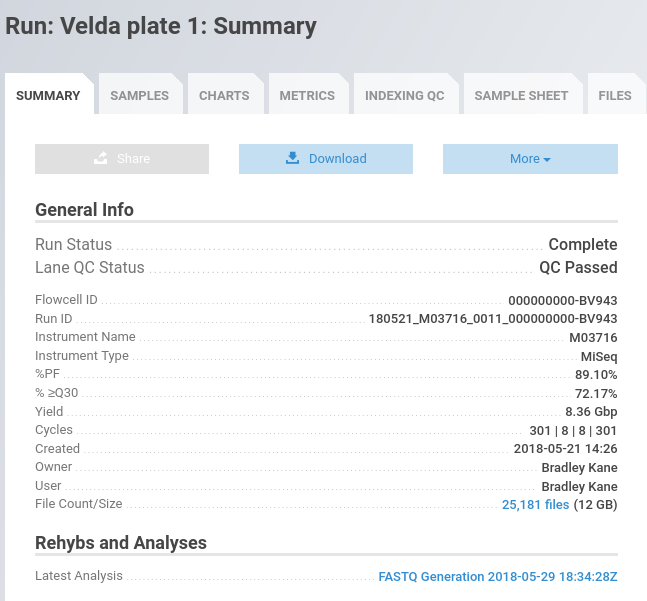 Run: Velda plate 1: Summary
SUMMARY SAMPLES CHARTS METRICS INDEXING QC SAMPLE SHEET FILES
Share Download More
General Info
Run Status Complete
Lane QC Status QC Passed
Flowcell ID 000000000-BV943
Run ID 180521_M03716_0011_000000000-BV943
Instrument Name M03716
Instrument Type MiSeq
%PF 89.10%
% ≥Q30 72.17%
Yield 8.36 Gbp
Cycles 301 | 8 | 8 | 301
Created 2018-05-21 14:26
Owner Bradley Kane
User Bradley Kane
File Count/Size 25,181 files (12 GB)
Rehybs and Analyses
Latest Analysis FASTQ Generation 2018-05-29 18:34:28Z